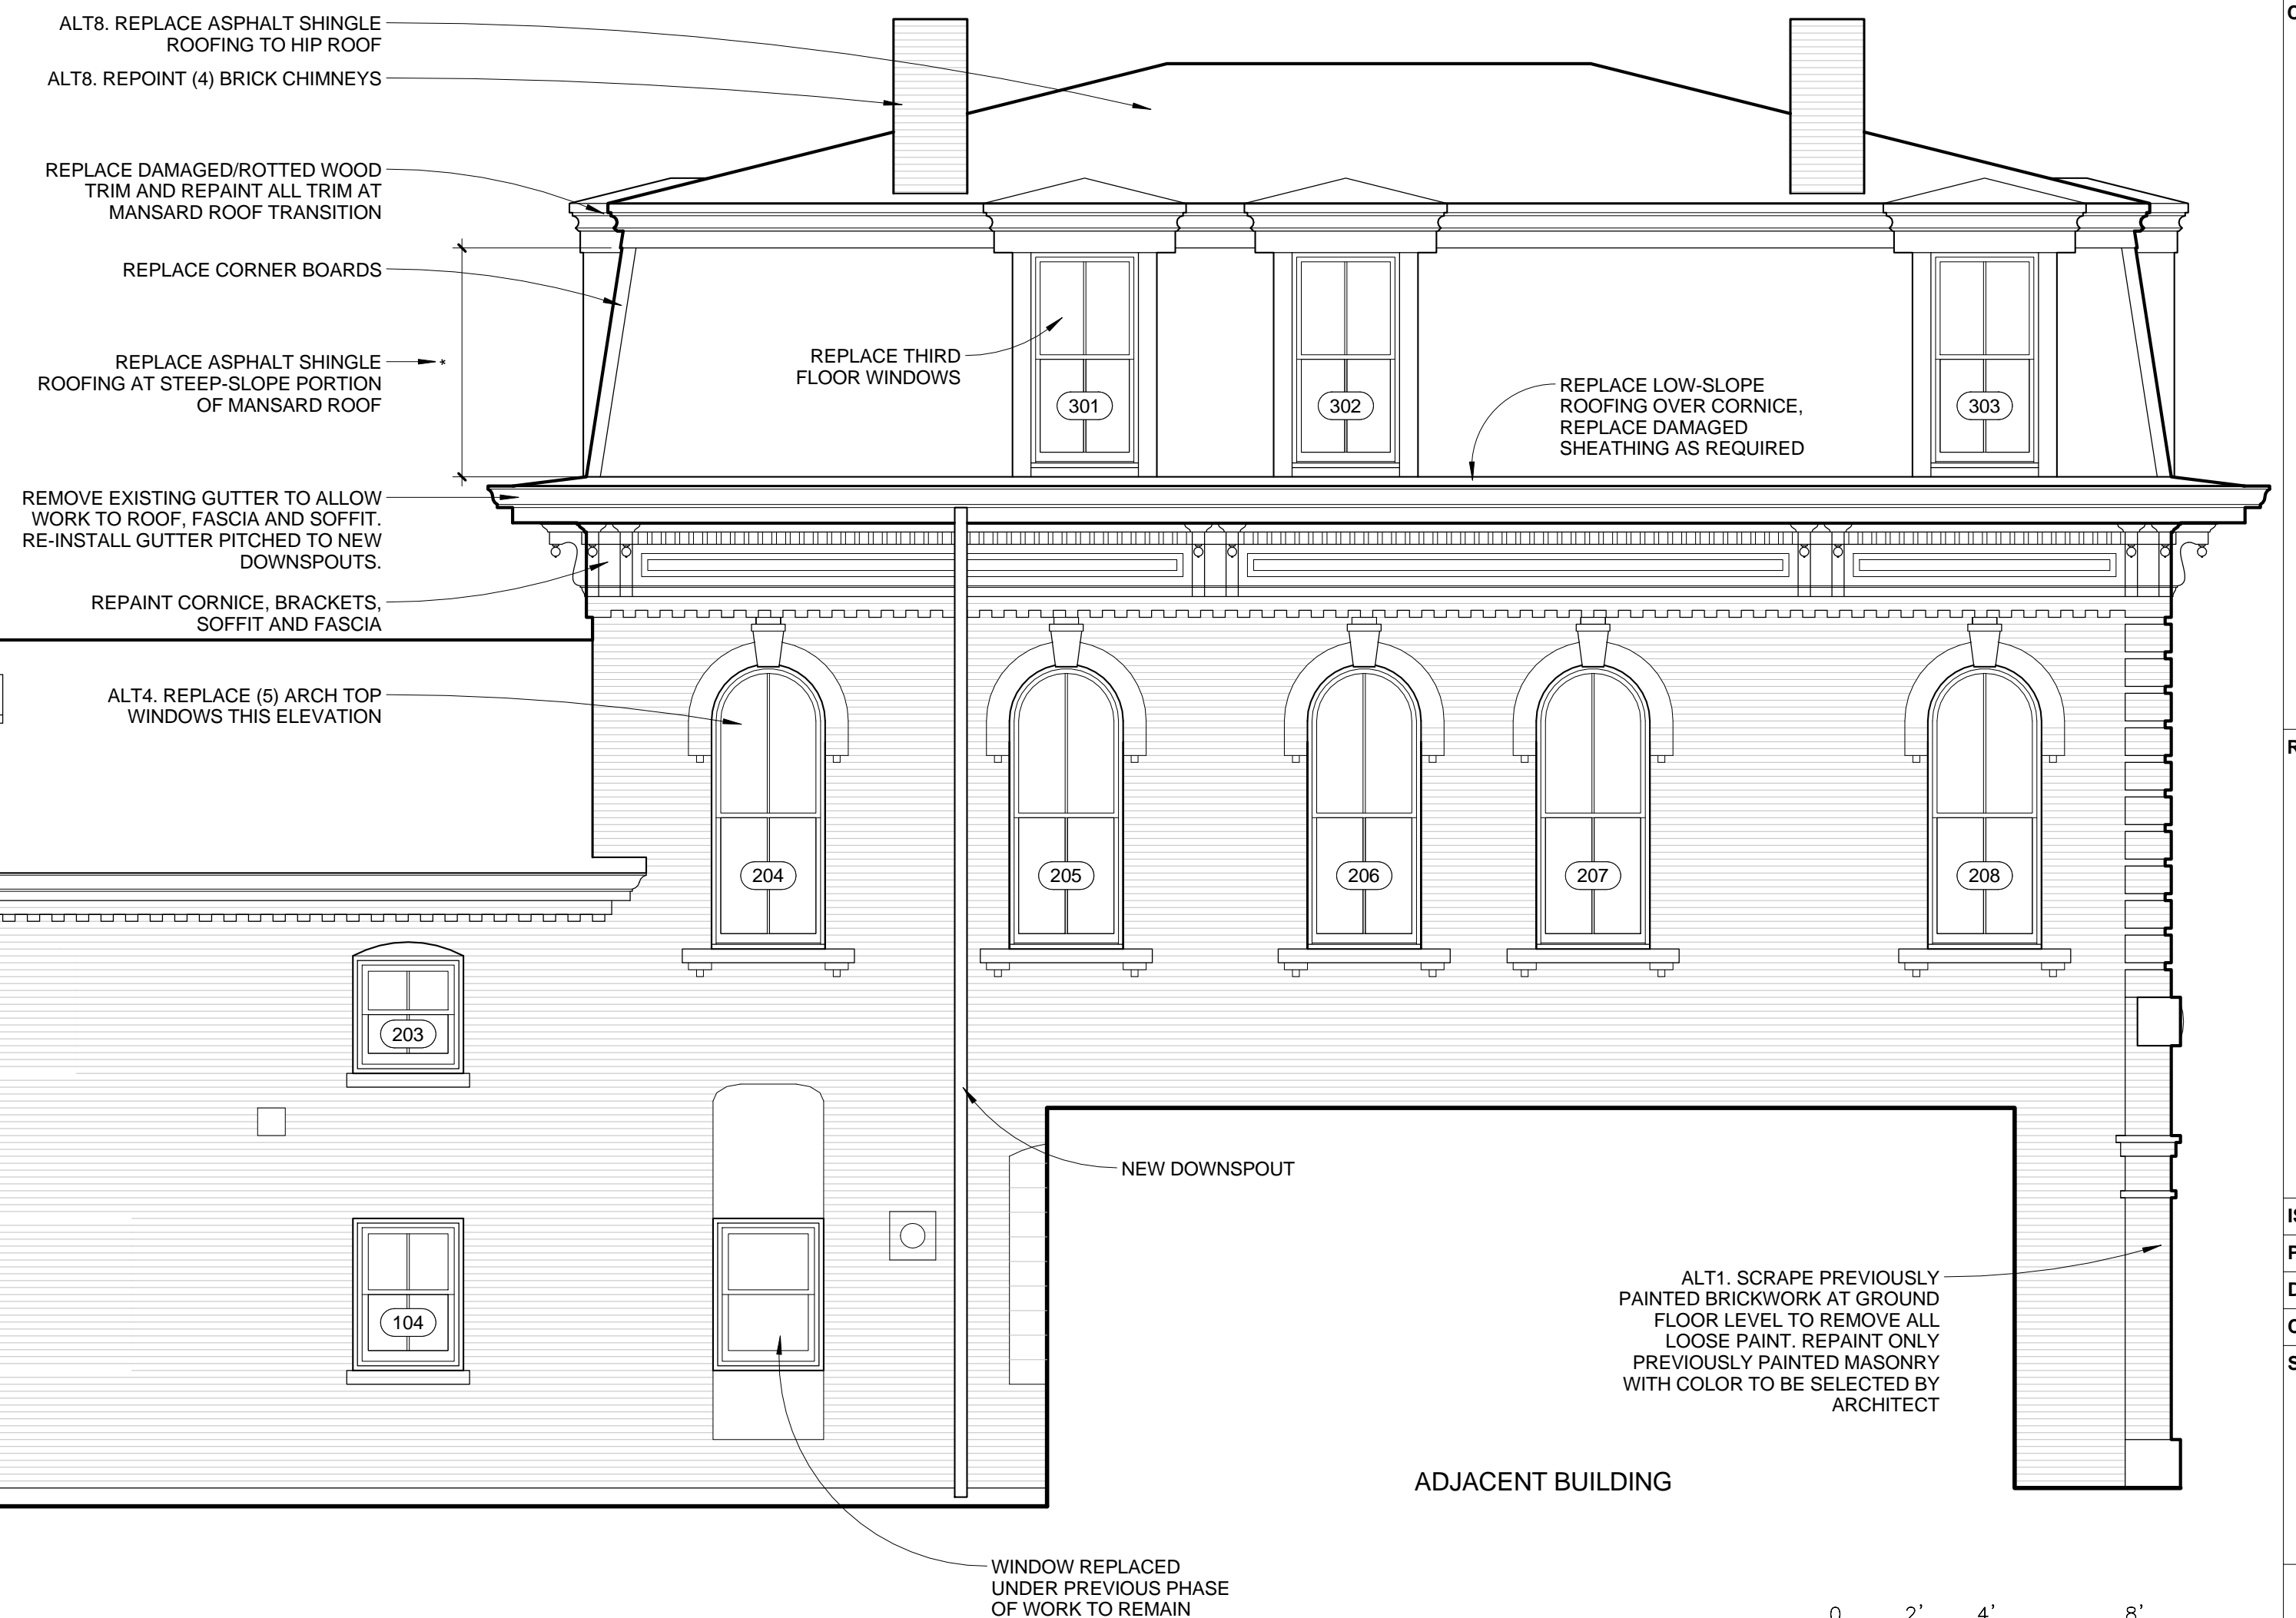 ALT8. REPLACE ASPHALT SHINGLE
ROOFING TO HIP ROOF
ALT8. REPOINT (4) BRICK CHIMNEYS
REPLACE DAMAGED/ROTTED WOOD
TRIM AND REPAINT ALL TRIM AT
MANSARD ROOF TRANSITION
REPLACE CORNER BOARDS
REPLACE ASPHALT SHINGLE
ROOFING AT STEEP-SLOPE PORTION
OF MANSARD ROOF
*
REPLACE THIRD
FLOOR WINDOWS
301
302
303
REPLACE LOW-SLOPE
ROOFING OVER CORNICE,
REPLACE DAMAGED
SHEATHING AS REQUIRED
REMOVE EXISTING GUTTER TO ALLOW
WORK TO ROOF, FASCIA AND SOFFIT.
RE-INSTALL GUTTER PITCHED TO NEW
DOWNSPOUTS.
REPAINT CORNICE, BRACKETS,
SOFFIT AND FASCIA
ALT4. REPLACE (5) ARCH TOP
WINDOWS THIS ELEVATION
204
205
206
207
208
203
104
NEW DOWNSPOUT
ALT1. SCRAPE PREVIOUSLY
PAINTED BRICKWORK AT GROUND
FLOOR LEVEL TO REMOVE ALL
LOOSE PAINT. REPAINT ONLY
PREVIOUSLY PAINTED MASONRY
WITH COLOR TO BE SELECTED BY
ARCHITECT
ADJACENT BUILDING
WINDOW REPLACED
UNDER PREVIOUS PHASE
OF WORK TO REMAIN
0 2' 4' 8'